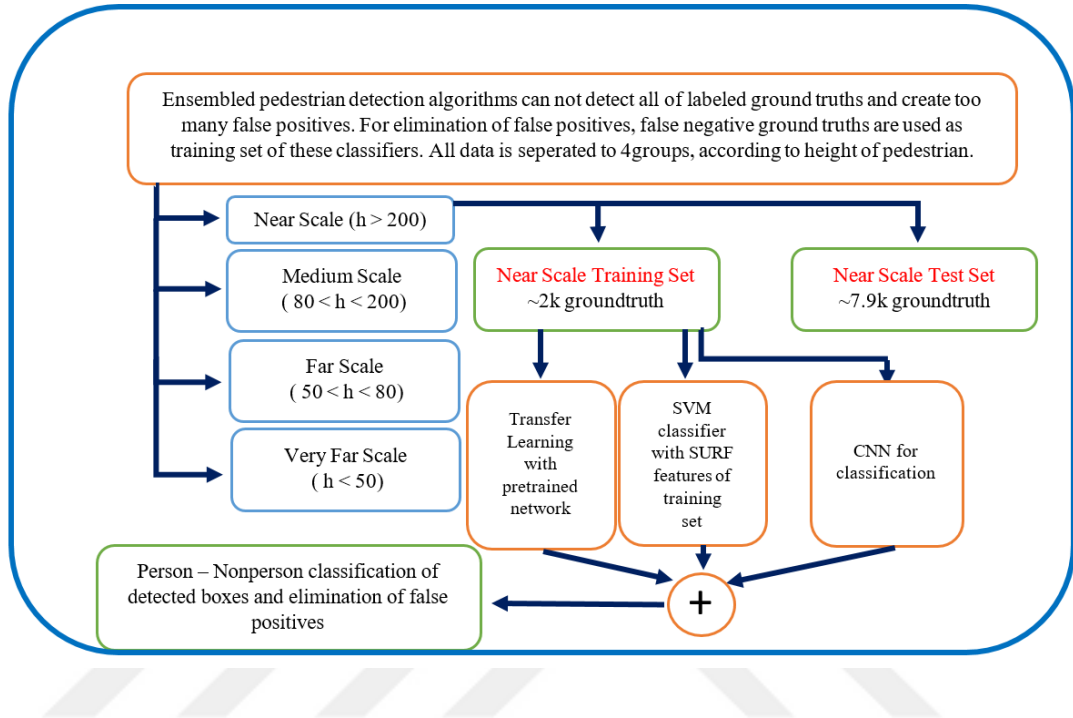 Ensembled pedestrian detection algorithms can not detect all of labeled ground truths and create too
many false positives. For elimination of false positives, false negative ground truths are used as
training set of these classifiers. All data is seperated to 4groups, according to height of pedestrian.
Near Scale (h > 200)
Medium Scale
( 80 < h < 200)
Far Scale
( 50 < h < 80)
Very Far Scale
( h < 50)
Near Scale Training Set
~2k groundtruth
Near Scale Test Set
~7.9k groundtruth
Transfer
Learning
with
pretrained
network
SVM
classifier
with SURF
features of
training
set
CNN for
classification
+
Person – Nonperson classification of
detected boxes and elimination of false
positives